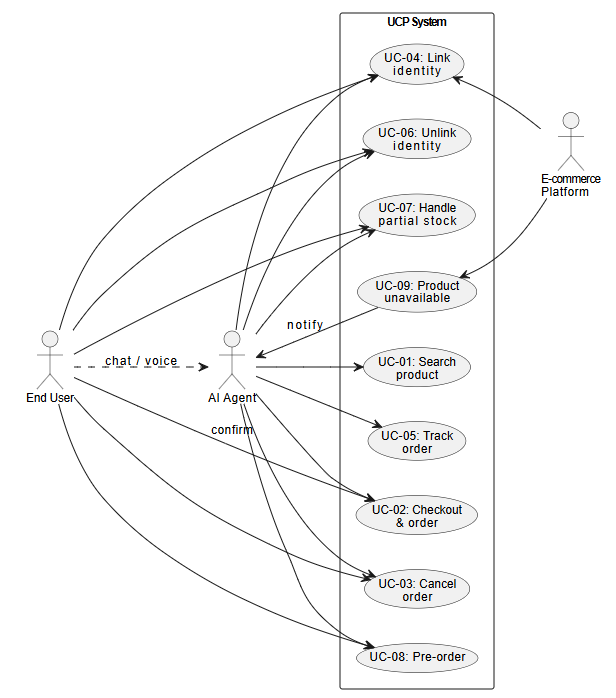 UCP System
UC-04: Link
identity
UC-06: Unlink
identity
E-commerce
Platform
UC-07: Handle
partial stock
UC-09: Product
unavailable
notify
chat / voice
UC-01: Search
product
End User
AI Agent
confirm
UC-05: Track
order
UC-02: Checkout
& order
UC-03: Cancel
order
UC-08: Pre-order